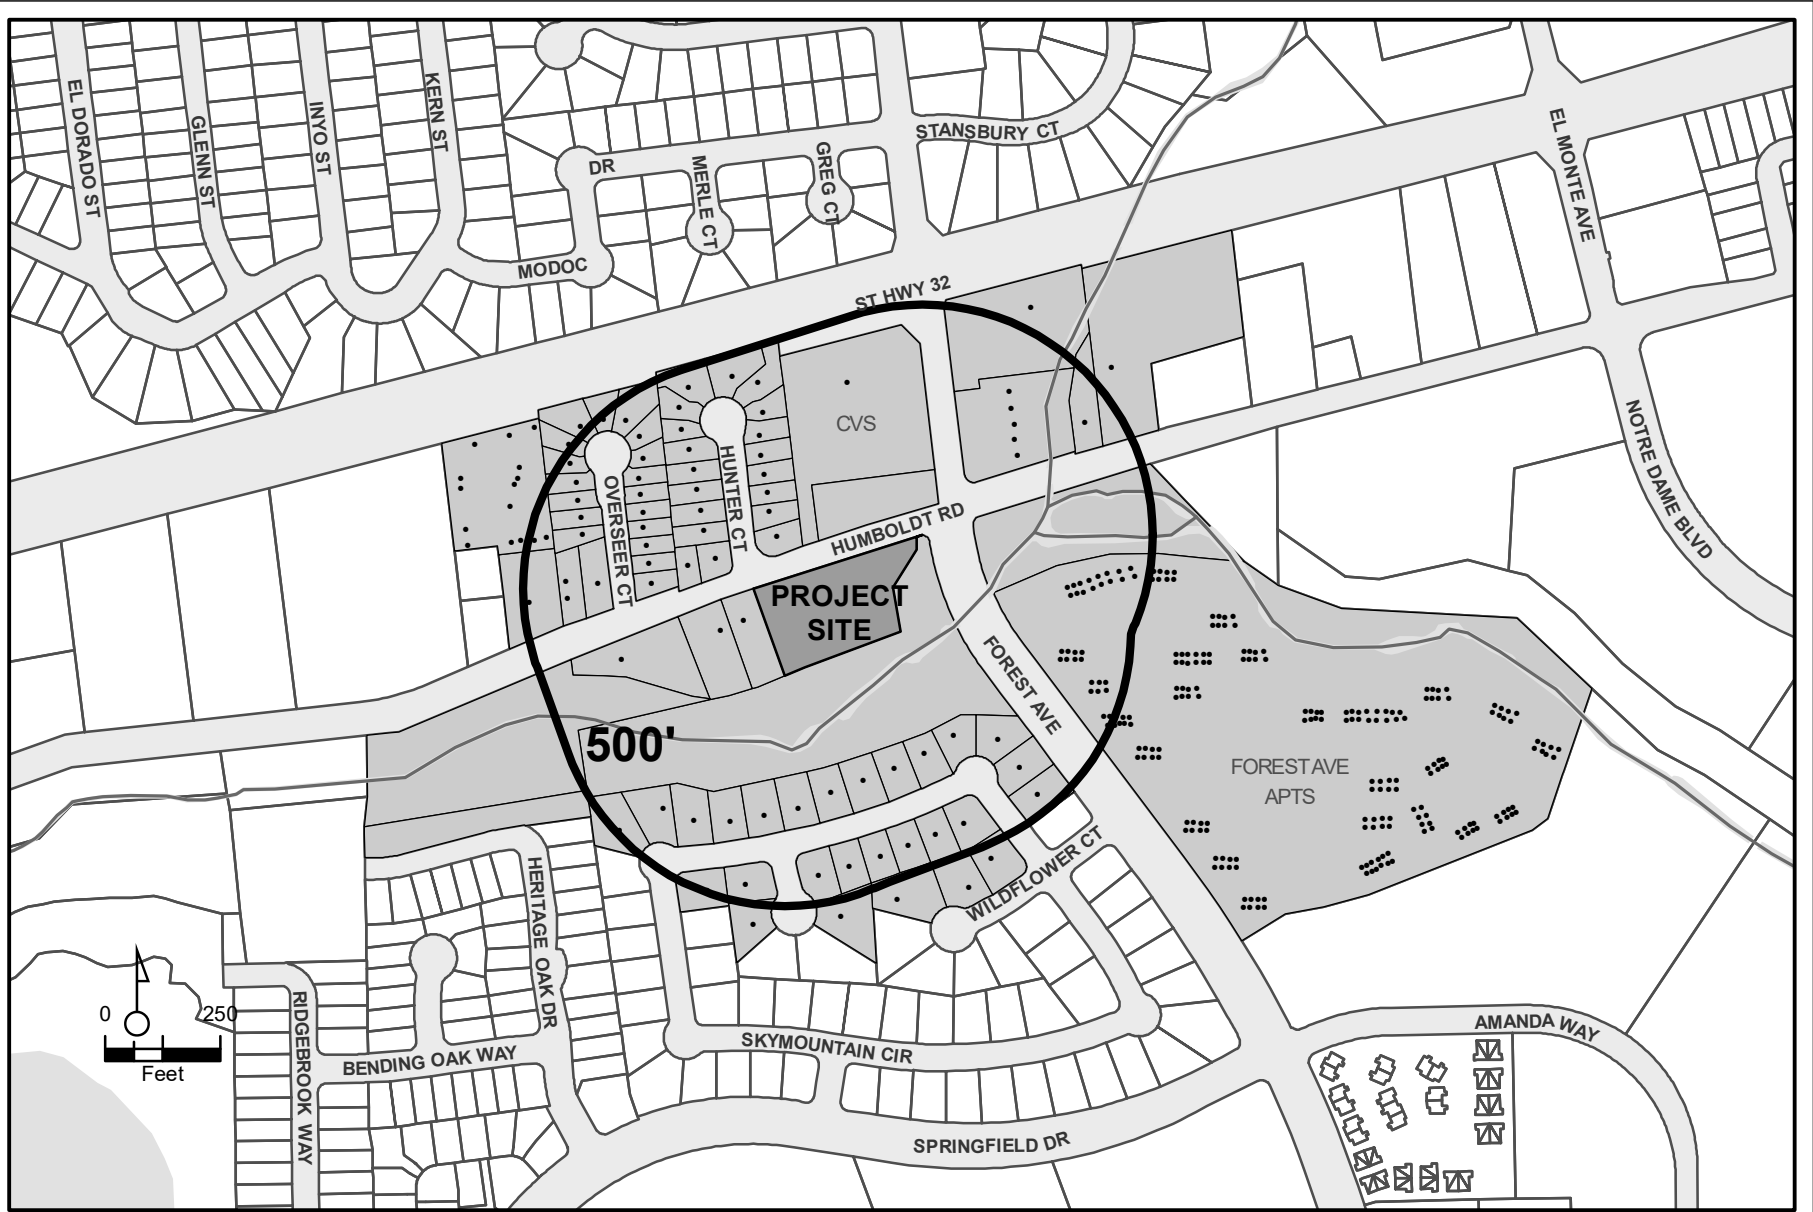 EL DORADO ST
GLENN ST
INYO ST
KERN ST
DR
MERLE CT
GREG CT
STANSBURY CT
MODOC
EL MONTE AVE
ST HWY 32
CVS
OVERSEER CT
HUNTER CT
HUMBOLDT RD
NOTRE DAME BLVD
PROJECT
SITE
FOREST AVE
500'
FOREST AVE
APTS
WILDFLOWER CT
HERITAGE OAK DR
0 250
Feet
RIDGEBROOK WAY
BENDING OAK WAY
SKYMOUNTAIN CIR
AMANDA WAY
SPRINGFIELD DR